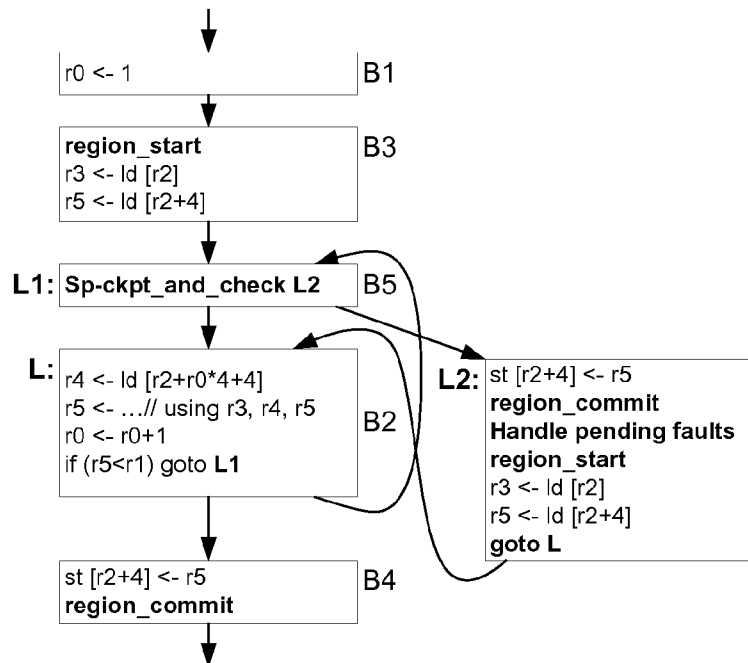 r0 <- 1
B1
region_start
r3 <- ld [r2]
r5 <- ld [r2+4]
B3
L1:
Sp-ckpt_and_check L2
B5
L:
r4 <- ld [r2+r0*4+4]
r5 <- …// using r3, r4, r5
r0 <- r0+1
if (r5<r1) goto L1
B2
L2:
st [r2+4] <- r5
region_commit
Handle pending faults
region_start
r3 <- ld [r2]
r5 <- ld [r2+4]
goto L
st [r2+4] <- r5
region_commit
B4